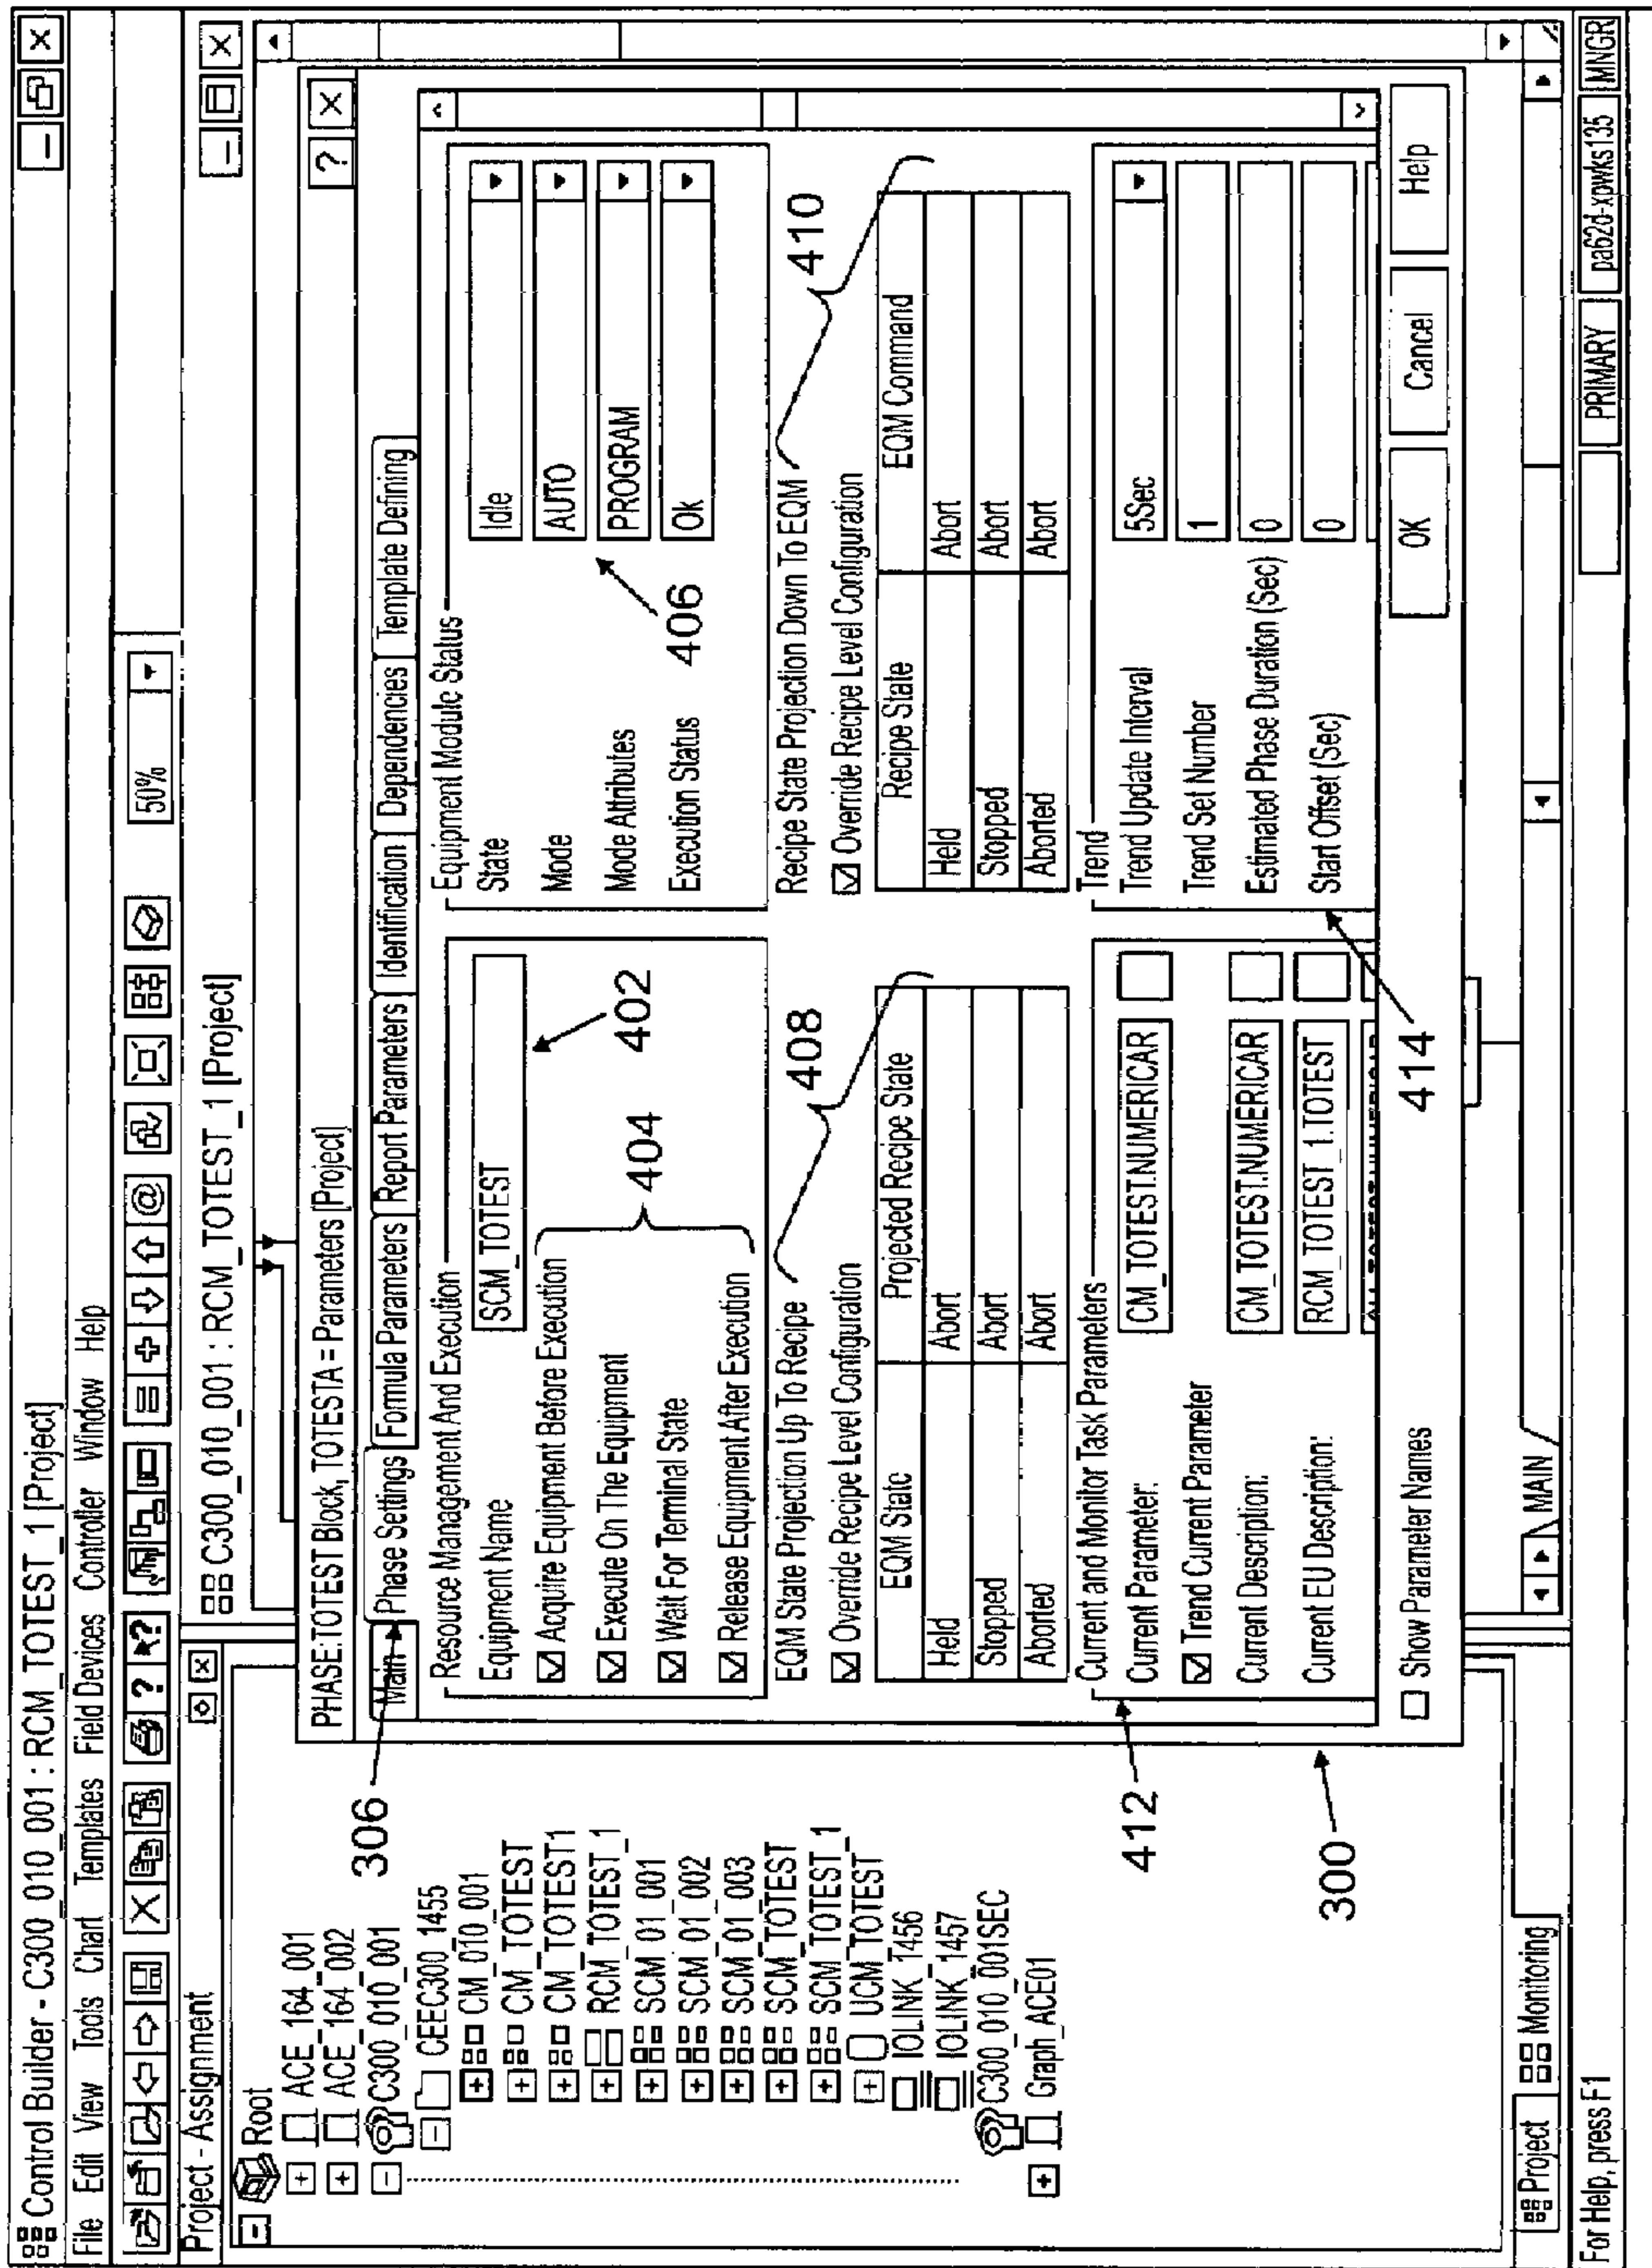 Control Builder - C300_010_001 : RCM_TOTEST_1 [Project]
File Edit View Tools Chart Templates Field Devices Controller Window Help
50%
Project - Assignment
Root
ACE_164_001
ACE_164_002
C300_010_001
CEEC300_1455
CM_010_001
CM_TOTEST
CM_TOTEST1
RCM_TOTEST_1
SCM_01_001
SCM_01_002
SCM_01_003
SCM_TOTEST
SCM_TOTEST_1
UCM_TOTEST
IOLINK_1456
IOLINK_1457
C300_010_001SEC
Graph_ACE01
Project Monitoring
C300_010_001 : RCM_TOTEST_1 [Project]
PHASE:TOTEST Block, TOTESTA = Parameters [Project]
Main Phase Settings Formula Parameters Report Parameters Identification Dependencies Template Defining
306
Resource Management And Execution
Equipment Name SCM_TOTEST
402
Acquire Equipment Before Execution
Execute On The Equipment
Wait For Terminal State
Release Equipment After Execution
404
Equipment Module Status
State Idle
Mode AUTO
Mode Attributes PROGRAM
Execution Status Ok
406
EQM State Projection Up To Recipe
408
Override Recipe Level Configuration
EQM State Projected Recipe State
Held Abort
Stopped Abort
Aborted Abort
Recipe State Projection Down To EQM
410
Override Recipe Level Configuration
Recipe State EQM Command
Held Abort
Stopped Abort
Aborted Abort
Current and Monitor Task Parameters
412
Current Parameter: CM_TOTEST.NUMERICAR
Trend Current Parameter
Current Description: CM_TOTEST.NUMERICAR
Current EU Description: RCM_TOTEST_1.TOTEST
Trend
Trend Update Interval 5Sec
Trend Set Number 1
Estimated Phase Duration (Sec) 0
Start Offset (Sec) 0
414
300
Show Parameter Names
OK Cancel Help
MAIN
For Help, press F1
PRIMARY pa62d-xpwks135 MNGR